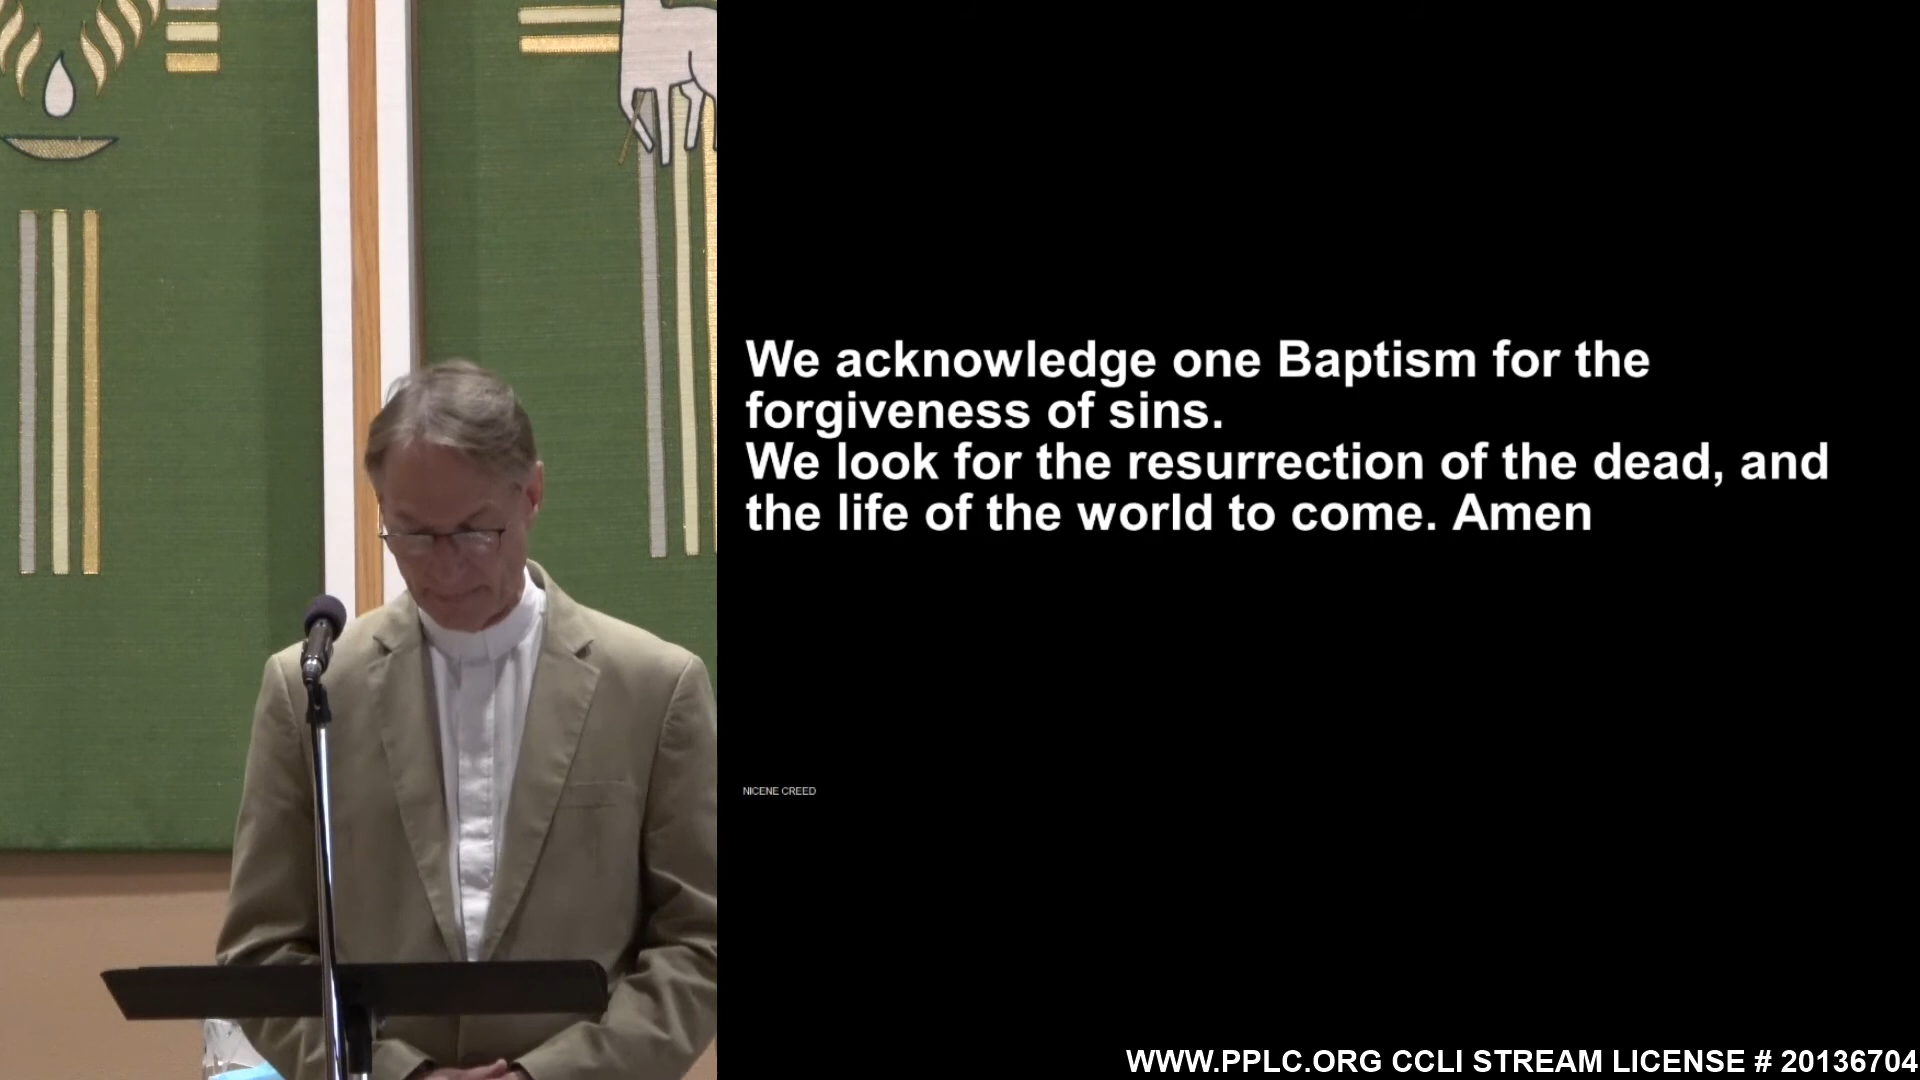 We acknowledge one Baptism for the
forgiveness of sins.
We look for the resurrection of the dead, and
the life of the world to come. Amen
NICENE CREED
WWW.PPLC.ORG CCLI STREAM LICENSE # 20136704